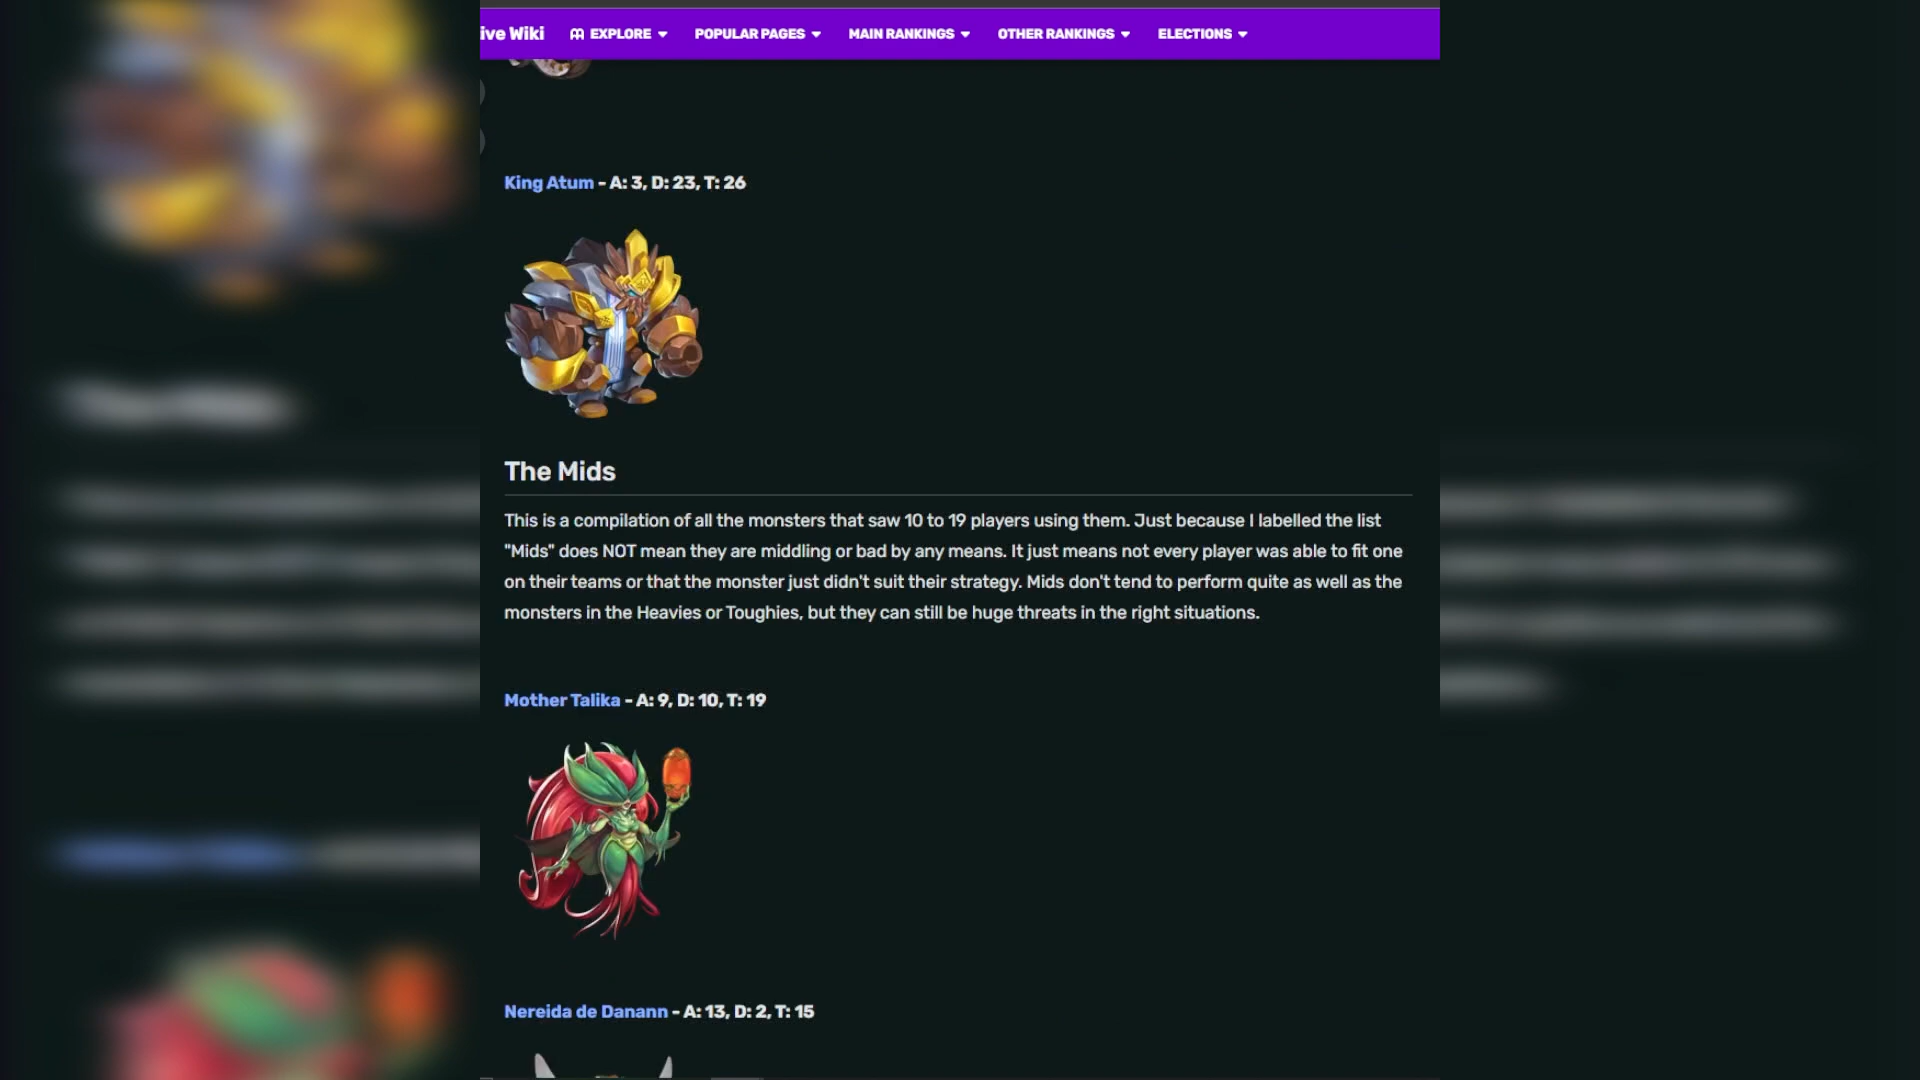 ive Wiki EXPLORE POPULAR PAGES MAIN RANKINGS OTHER RANKINGS ELECTIONS
King Atum - A: 3, D: 23, T: 26
The Mids
This is a compilation of all the monsters that saw 10 to 19 players using them. Just because I labelled the list
"Mids" does NOT mean they are middling or bad by any means. It just means not every player was able to fit one
on their teams or that the monster just didn't suit their strategy. Mids don't tend to perform quite as well as the
monsters in the Heavies or Toughies, but they can still be huge threats in the right situations.
Mother Talika - A: 9, D: 10, T: 19
Nereida de Danann - A: 13, D: 2, T: 15